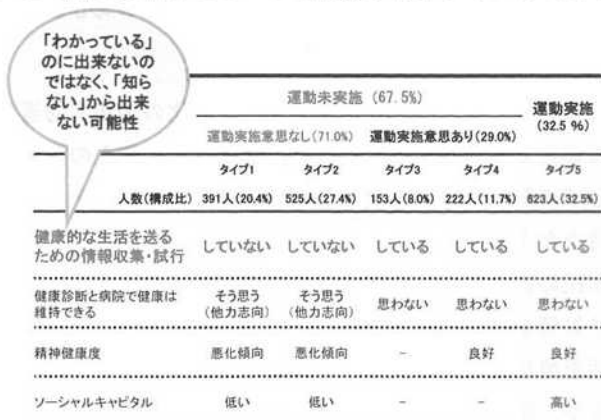 「わかっている」
のに出来ないの
ではなく、「知ら
ない」から出来
ない可能性
運動未実施 (67.5%)
運動実施
(32.5 %)
運動実施意思なし(71.0%) 運動実施意思あり(29.0%)
タイプ1 タイプ2 タイプ3 タイプ4 タイプ5
人数(構成比) 391人(20.4%) 525人(27.4%) 153人(8.0%) 222人(11.7%) 623人(32.5%)
健康的な生活を送る
ための情報収集・試行
していない していない している している している
健康診断と病院で健康は
維持できる
そう思う
(他力志向)
そう思う
(他力志向)
思わない 思わない 思わない
精神健康度 悪化傾向 悪化傾向 - 良好 良好
ソーシャルキャピタル 低い 低い - - 高い